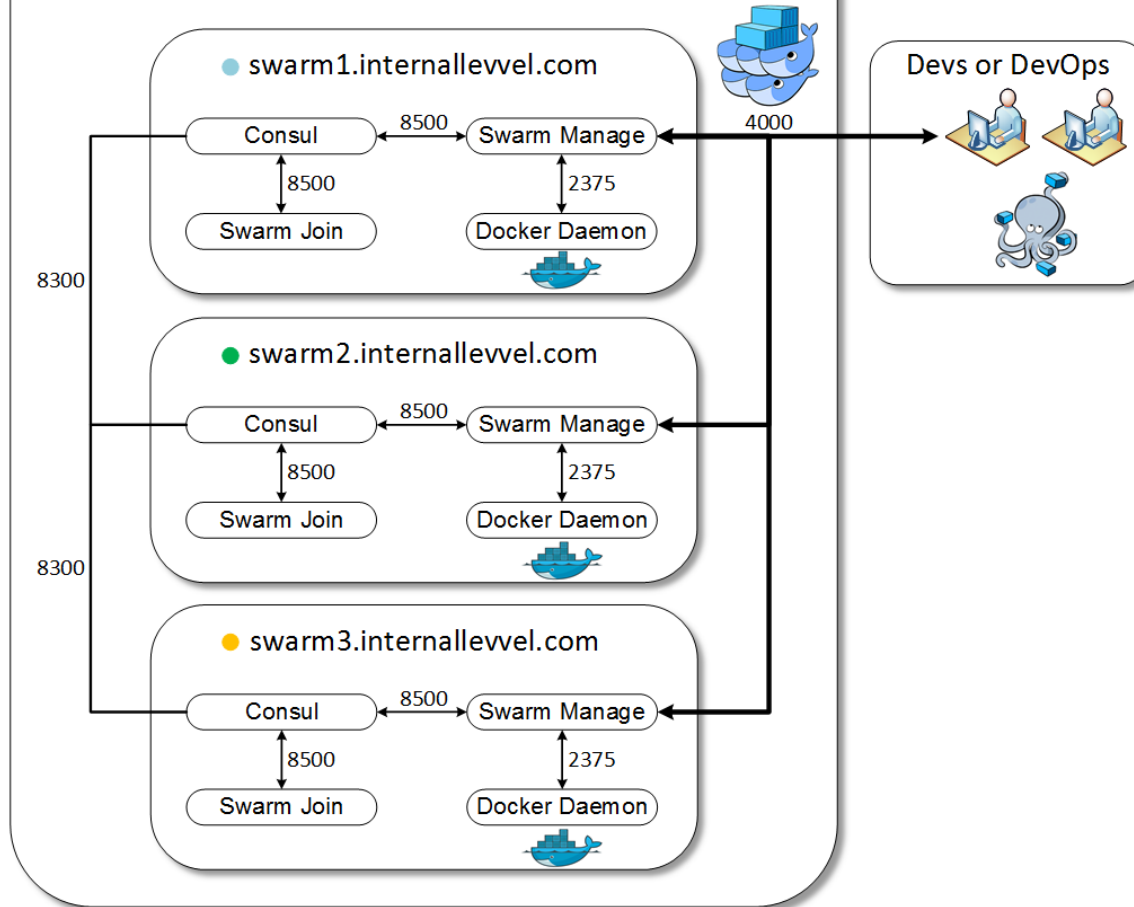 swarm1.internallevvel.com
Devs or DevOps
4000
Consul
8500
Swarm Manage
8500
2375
Swarm Join
Docker Daemon
8300
swarm2.internallevvel.com
Consul
8500
Swarm Manage
8500
2375
Swarm Join
Docker Daemon
8300
swarm3.internallevvel.com
Consul
8500
Swarm Manage
8500
2375
Swarm Join
Docker Daemon